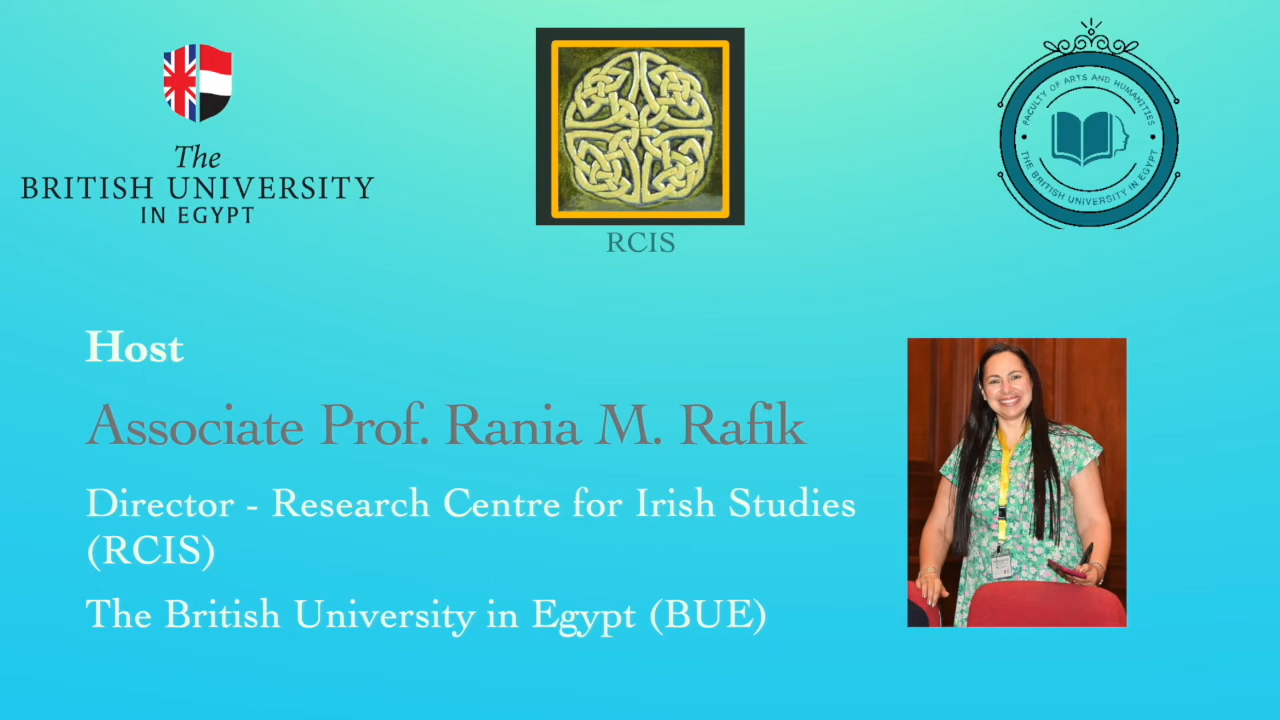 The
BRITISH UNIVERSITY
IN EGYPT
RCIS
FACULTY OF ARTS AND HUMANITIES
THE BRITISH UNIVERSITY IN EGYPT
Host
Associate Prof. Rania M. Rafik
Director - Research Centre for Irish Studies
(RCIS)
The British University in Egypt (BUE)